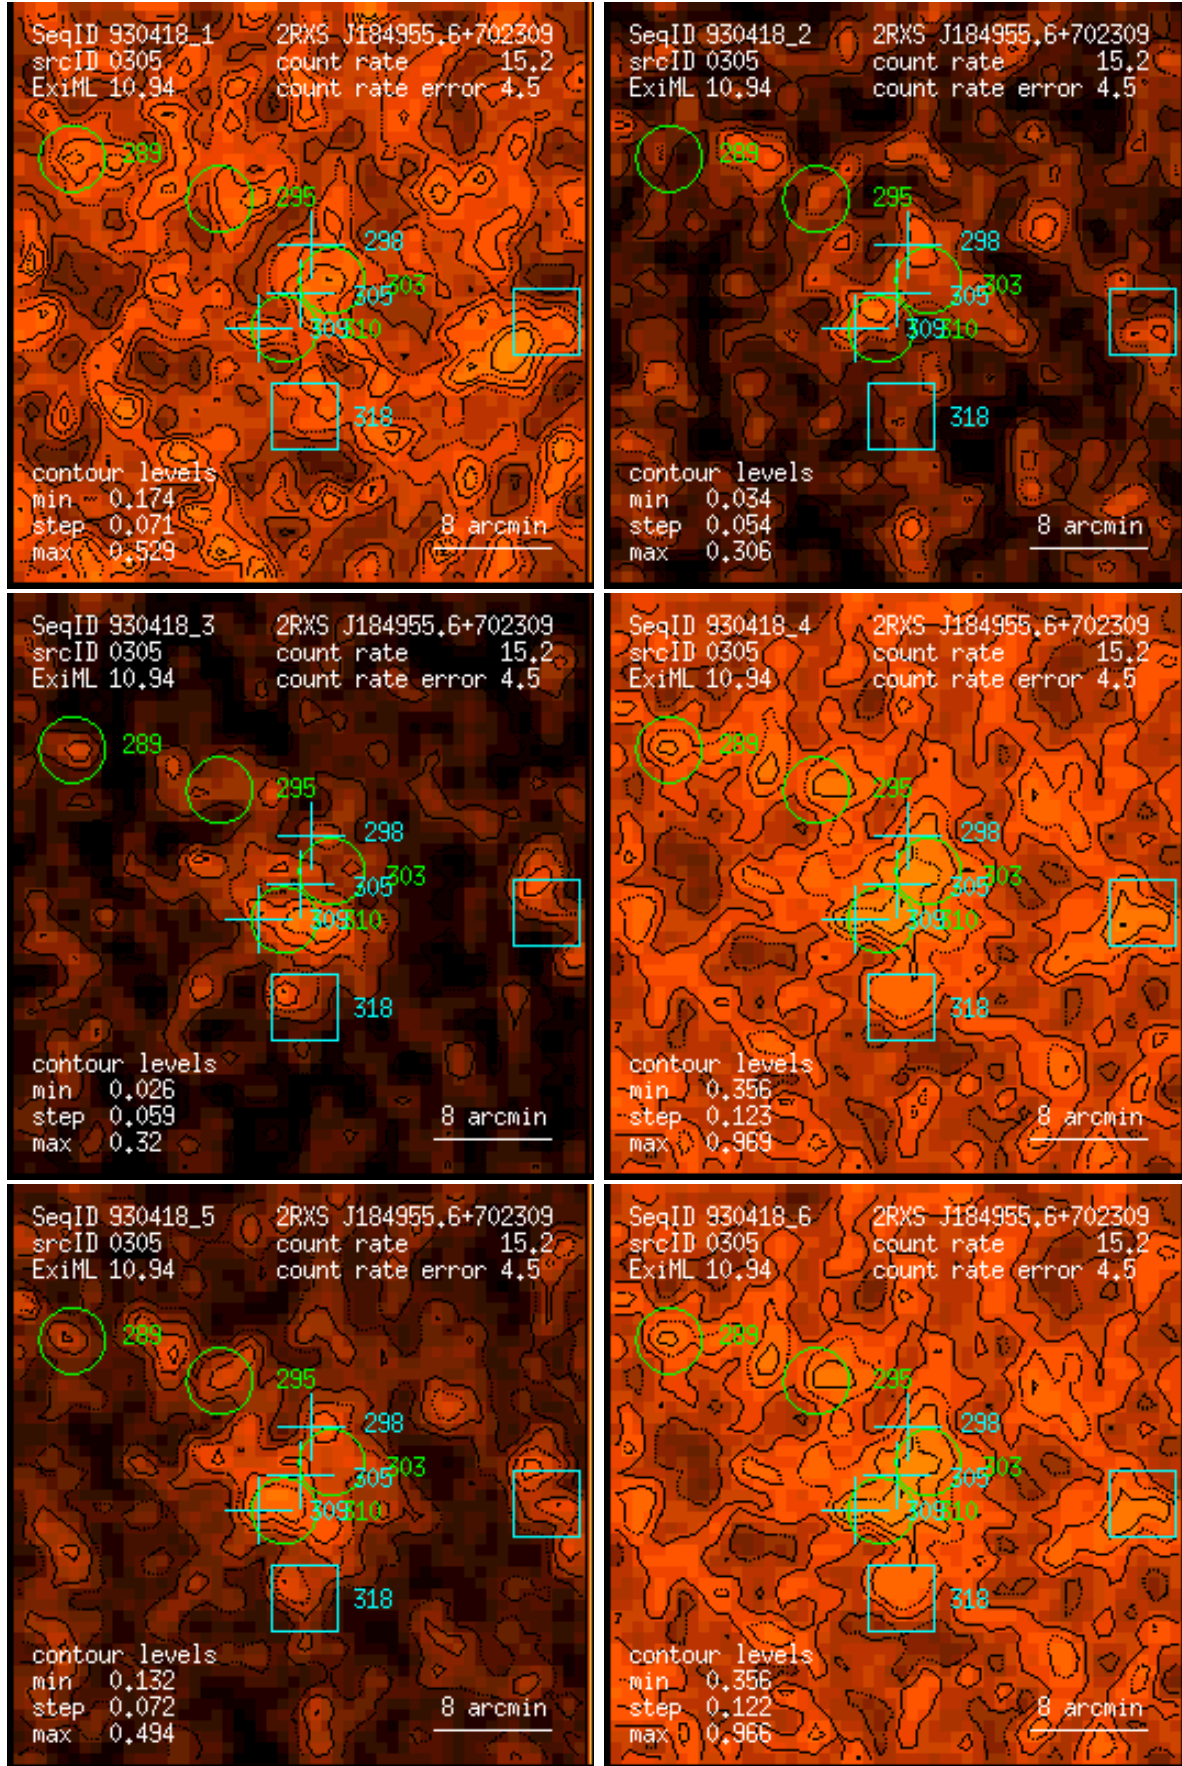 SeqID 930418_1 2RXS J184955.6+702309
srcID 0305 count rate 15.2
ExiML 10.94 count rate error 4.5
289
295
298
303
305
309 310
318
contour levels
min 0.174
step 0.071
max 0.529
8 arcmin
SeqID 930418_2 2RXS J184955.6+702309
srcID 0305 count rate 15.2
ExiML 10.94 count rate error 4.5
289
295
298
303
305
309 310
318
contour levels
min 0.034
step 0.054
max 0.306
8 arcmin
SeqID 930418_3 2RXS J184955.6+702309
srcID 0305 count rate 15.2
ExiML 10.94 count rate error 4.5
289
295
298
303
305
309 310
318
contour levels
min 0.026
step 0.059
max 0.32
8 arcmin
SeqID 930418_4 2RXS J184955.6+702309
srcID 0305 count rate 15.2
ExiML 10.94 count rate error 4.5
289
295
298
303
305
309 310
318
contour levels
min 0.356
step 0.123
max 0.969
8 arcmin
SeqID 930418_5 2RXS J184955.6+702309
srcID 0305 count rate 15.2
ExiML 10.94 count rate error 4.5
289
295
298
303
305
309 310
318
contour levels
min 0.132
step 0.072
max 0.494
8 arcmin
SeqID 930418_6 2RXS J184955.6+702309
srcID 0305 count rate 15.2
ExiML 10.94 count rate error 4.5
289
295
298
303
305
309 310
318
contour levels
min 0.356
step 0.122
max 0.966
8 arcmin